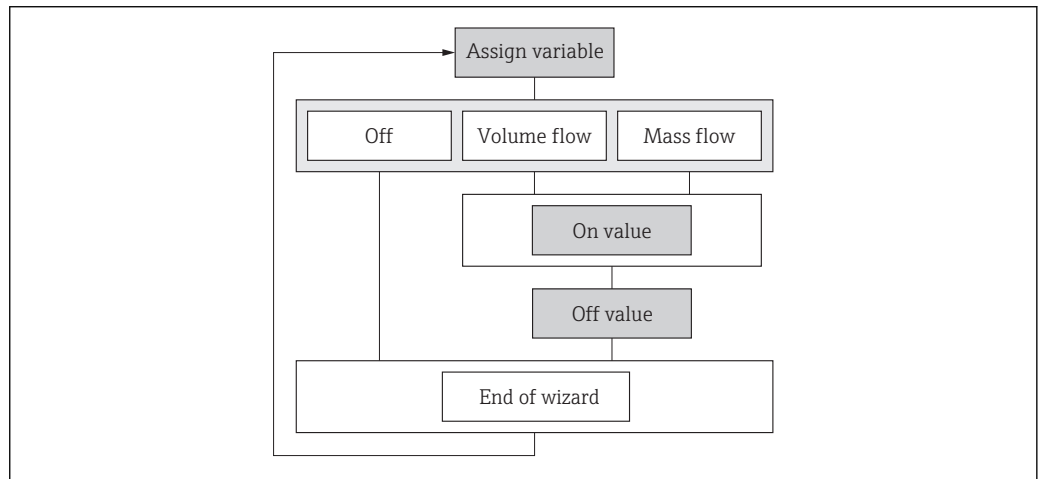 Assign variable
Off
Volume flow
Mass flow
On value
Off value
End of wizard